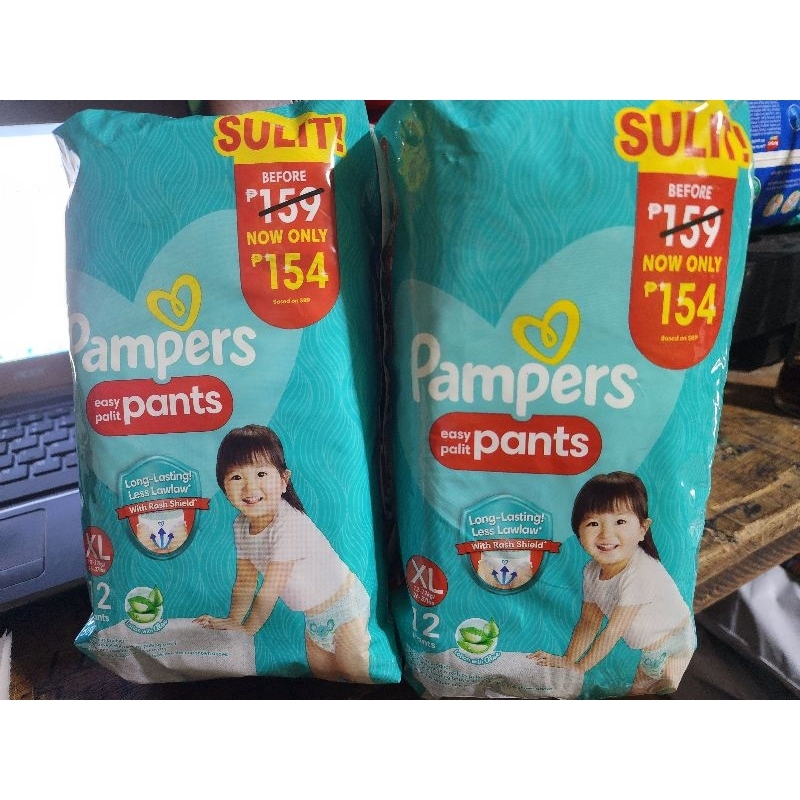 SULIT!
BEFORE
₱159
NOW ONLY
₱154
Based on SRP
Pampers
easy
palit
pants
Long-Lasting!
Less Lawlaw*
With Rash Shield*
XL
2
SULIT!
BEFORE
₱159
NOW ONLY
₱154
Based on SRP
Pampers
easy
palit
pants
Long-Lasting!
Less Lawlaw*
With Rash Shield*
XL
12
pants